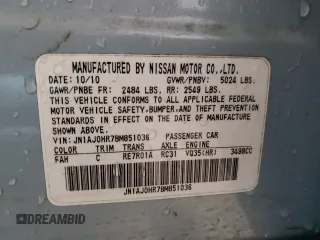 MANUFACTURED BY NISSAN MOTOR CO.,LTD.
DATE: 10/10 GVWR/PNBV: 5024 LBS.
GAWR/PNBE FR: 2484 LBS. RR: 2549 LBS.
THIS VEHICLE CONFORMS TO ALL APPLICABLE FEDERAL
MOTOR VEHICLE SAFETY, BUMPER, AND THEFT PREVENTION
STANDARDS IN EFFECT ON THE DATE OF MANUFACTURE
SHOWN ABOVE.
VIN: JN1AJ0HR7BM851036 PASSENGER CAR
COLOR TRIM TRANS AXLE ENGINE
FAH C RE7R01A RC31 VQ35(HR) 3498CC
JN1AJ0HR7BM851036
DREAMBID